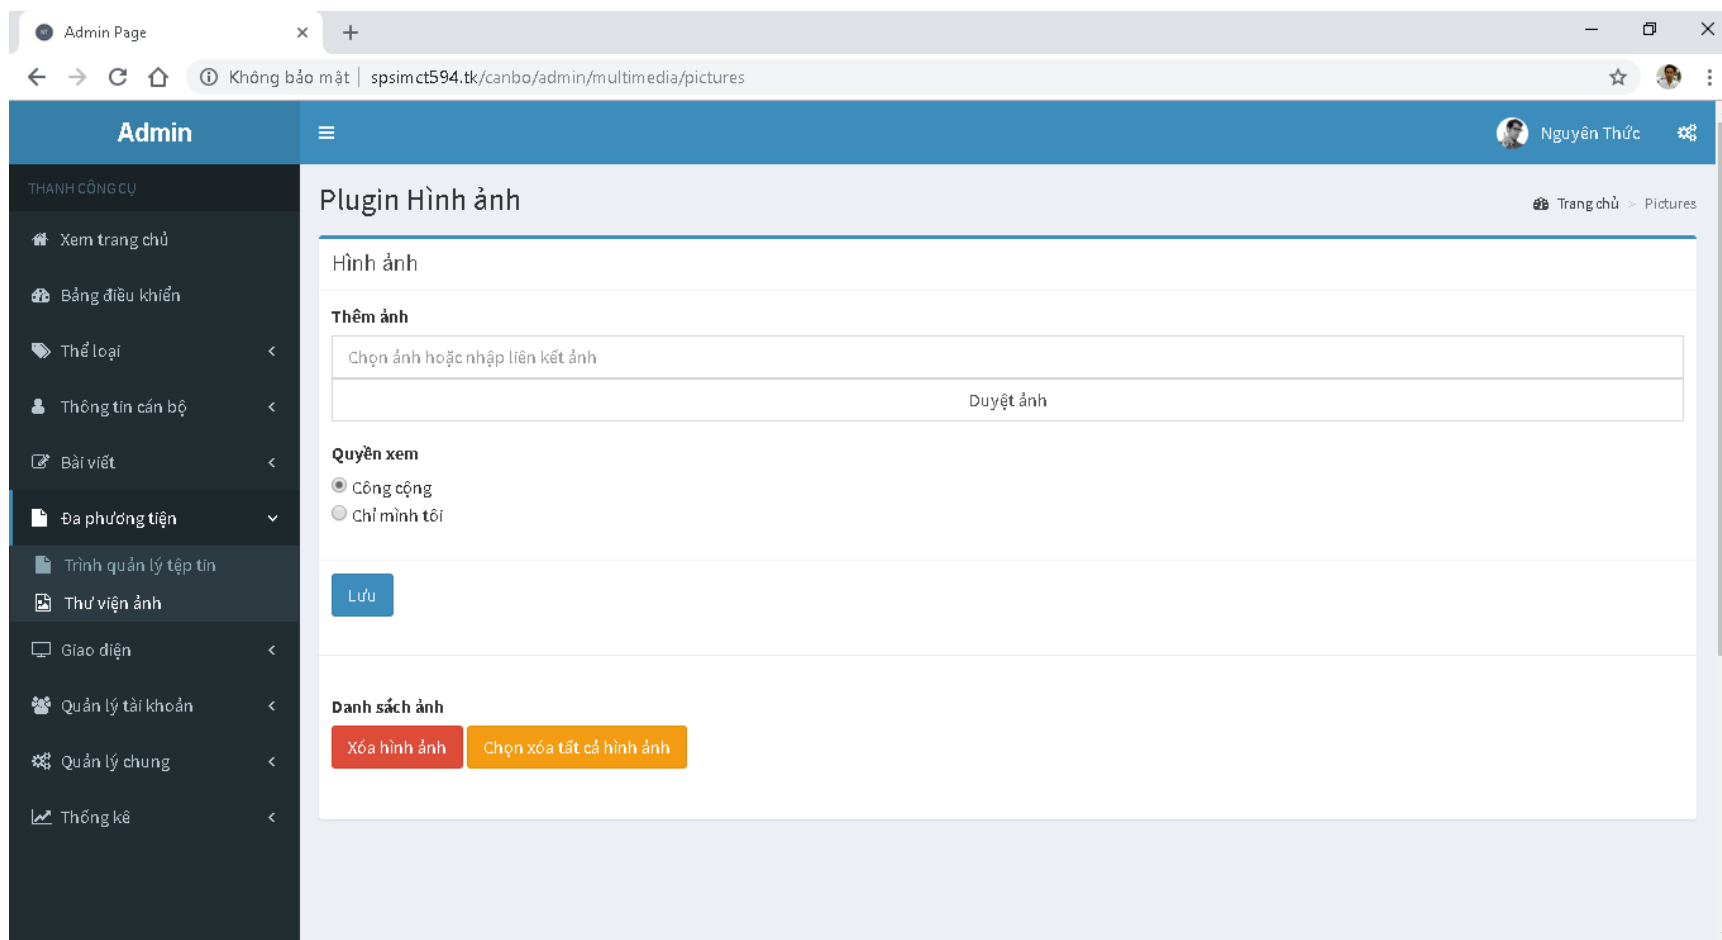 Admin Page
Không bảo mật | spsimct594.tk/canbo/admin/multimedia/pictures
Admin
Nguyên Thức
THANH CÔNG CỤ
Plugin Hình ảnh
Trang chủ > Pictures
Xem trang chủ
Bảng điều khiển
Thể loại
Thông tin cán bộ
Bài viết
Đa phương tiện
Trình quản lý tệp tin
Thư viện ảnh
Giao diện
Quản lý tài khoản
Quản lý chung
Thống kê
Hình ảnh
Thêm ảnh
Chọn ảnh hoặc nhập liên kết ảnh
Duyệt ảnh
Quyền xem
Công cộng
Chỉ mình tôi
Lưu
Danh sách ảnh
Xóa hình ảnh
Chọn xóa tất cả hình ảnh